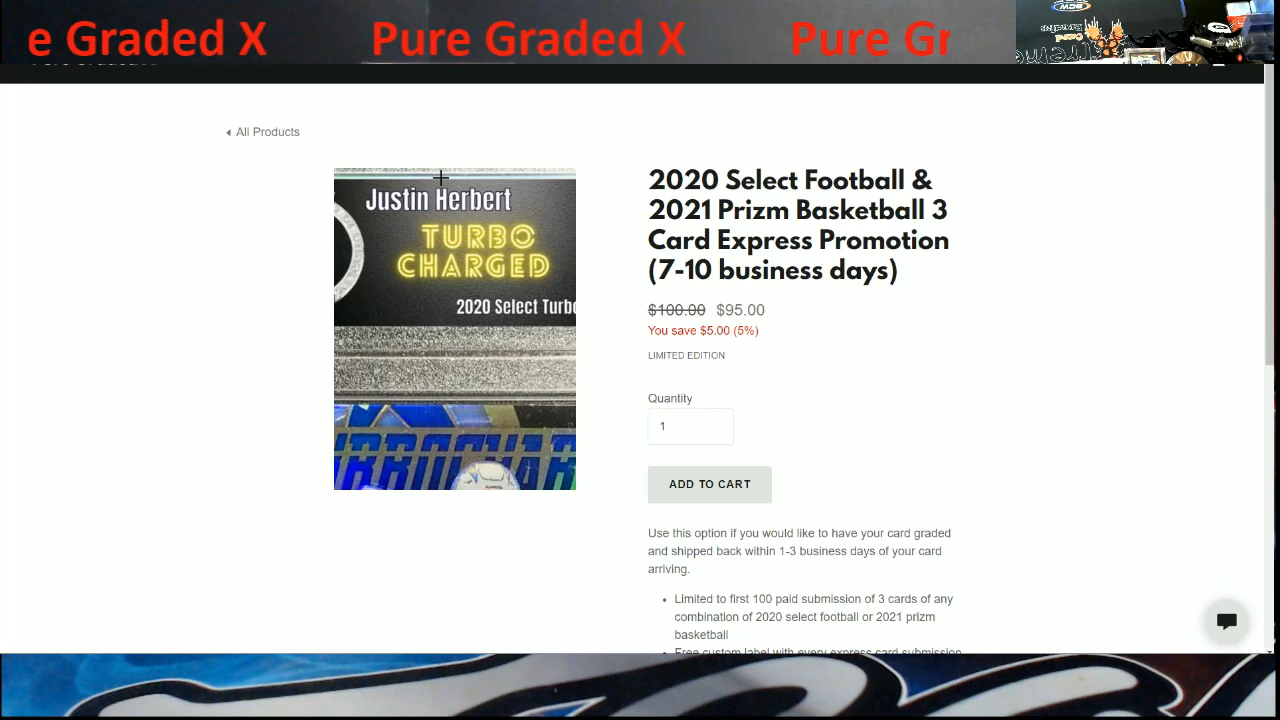 e Graded X Pure Graded X Pure Gr
All Products
Justin Herbert
TURBO
CHARGED
2020 Select Turbo
2020 Select Football &
2021 Prizm Basketball 3
Card Express Promotion
(7-10 business days)
$100.00 $95.00
You save $5.00 (5%)
LIMITED EDITION
Quantity
1
ADD TO CART
Use this option if you would like to have your card graded
and shipped back within 1-3 business days of your card
arriving.
Limited to first 100 paid submission of 3 cards of any
combination of 2020 select football or 2021 prizm
basketball
Free custom label with every express card submission